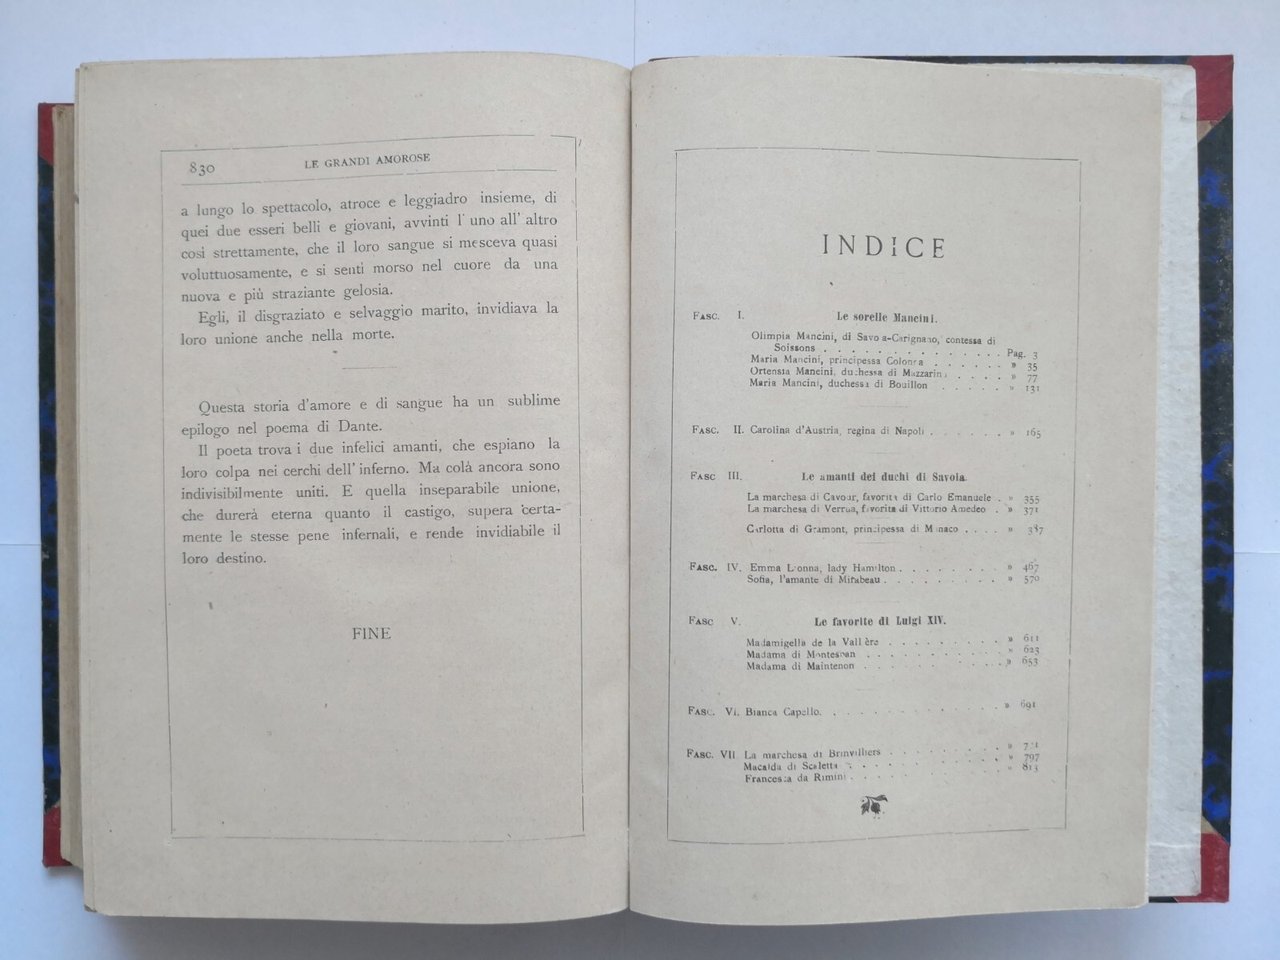 830 LE GRANDI AMOROSE
a lungo lo spettacolo, atroce e leggiadro insieme, di
quei due esseri belli e giovani, avvinti l'uno all'altro
cosi strettamente, che il loro sangue si mesceva quasi
voluttuosamente, e si sentì morso nel cuore da una
nuova e più straziante gelosia.
Egli, il disgraziato e selvaggio marito, invidiava la
loro unione anche nella morte.
Questa storia d'amore e di sangue ha un sublime
epilogo nel poema di Dante.
Il poeta trova i due infelici amanti, che espiano la
loro colpa nei cerchi dell'inferno. Ma colà ancora sono
indivisibilmente uniti. E quella inseparabile unione,
che durerà eterna quanto il castigo, supera certa-
mente le stesse pene infernali, e rende invidiabile il
loro destino.
FINE
INDICE
FASC. I. Le sorelle Mancini.
Olimpia Mancini, di Savoia-Carignano, contessa di
Soissons . . . . . . . . . . . . . . Pag. 3
Maria Mancini, principessa Colonna . . . . . . » 35
Ortensia Mancini, duchessa di Mazzarini . . . . » 77
Maria Mancini, duchessa di Bouillon . . . . . » 131
FASC. II. Carolina d'Austria, regina di Napoli . . . . . . » 165
FASC III. Le amanti dei duchi di Savoia.
La marchesa di Cavour, favorita di Carlo Emanuele . » 355
La marchesa di Verrua, favorita di Vittorio Amedeo . » 371
Carlotta di Gramont, principessa di Monaco . . . . » 387
FASC. IV. Emma Lionna, lady Hamilton . . . . . . . . » 467
Sofia, l'amante di Mirabeau . . . . . . . . . » 570
FASC V. Le favorite di Luigi XIV.
Madamigella de la Vallière . . . . . . . . . » 611
Madama di Montespan . . . . . . . . . . » 623
Madama di Maintenon . . . . . . . . . . » 653
FASC. VI. Bianca Capello. . . . . . . . . . . . . » 691
FASC. VII La marchesa di Brinvilliers . . . . . . . . »
Macalda di Scaletta . . . . . . . . . . . » 797
Francesca da Rimini . . . . . . . . . . . » 813